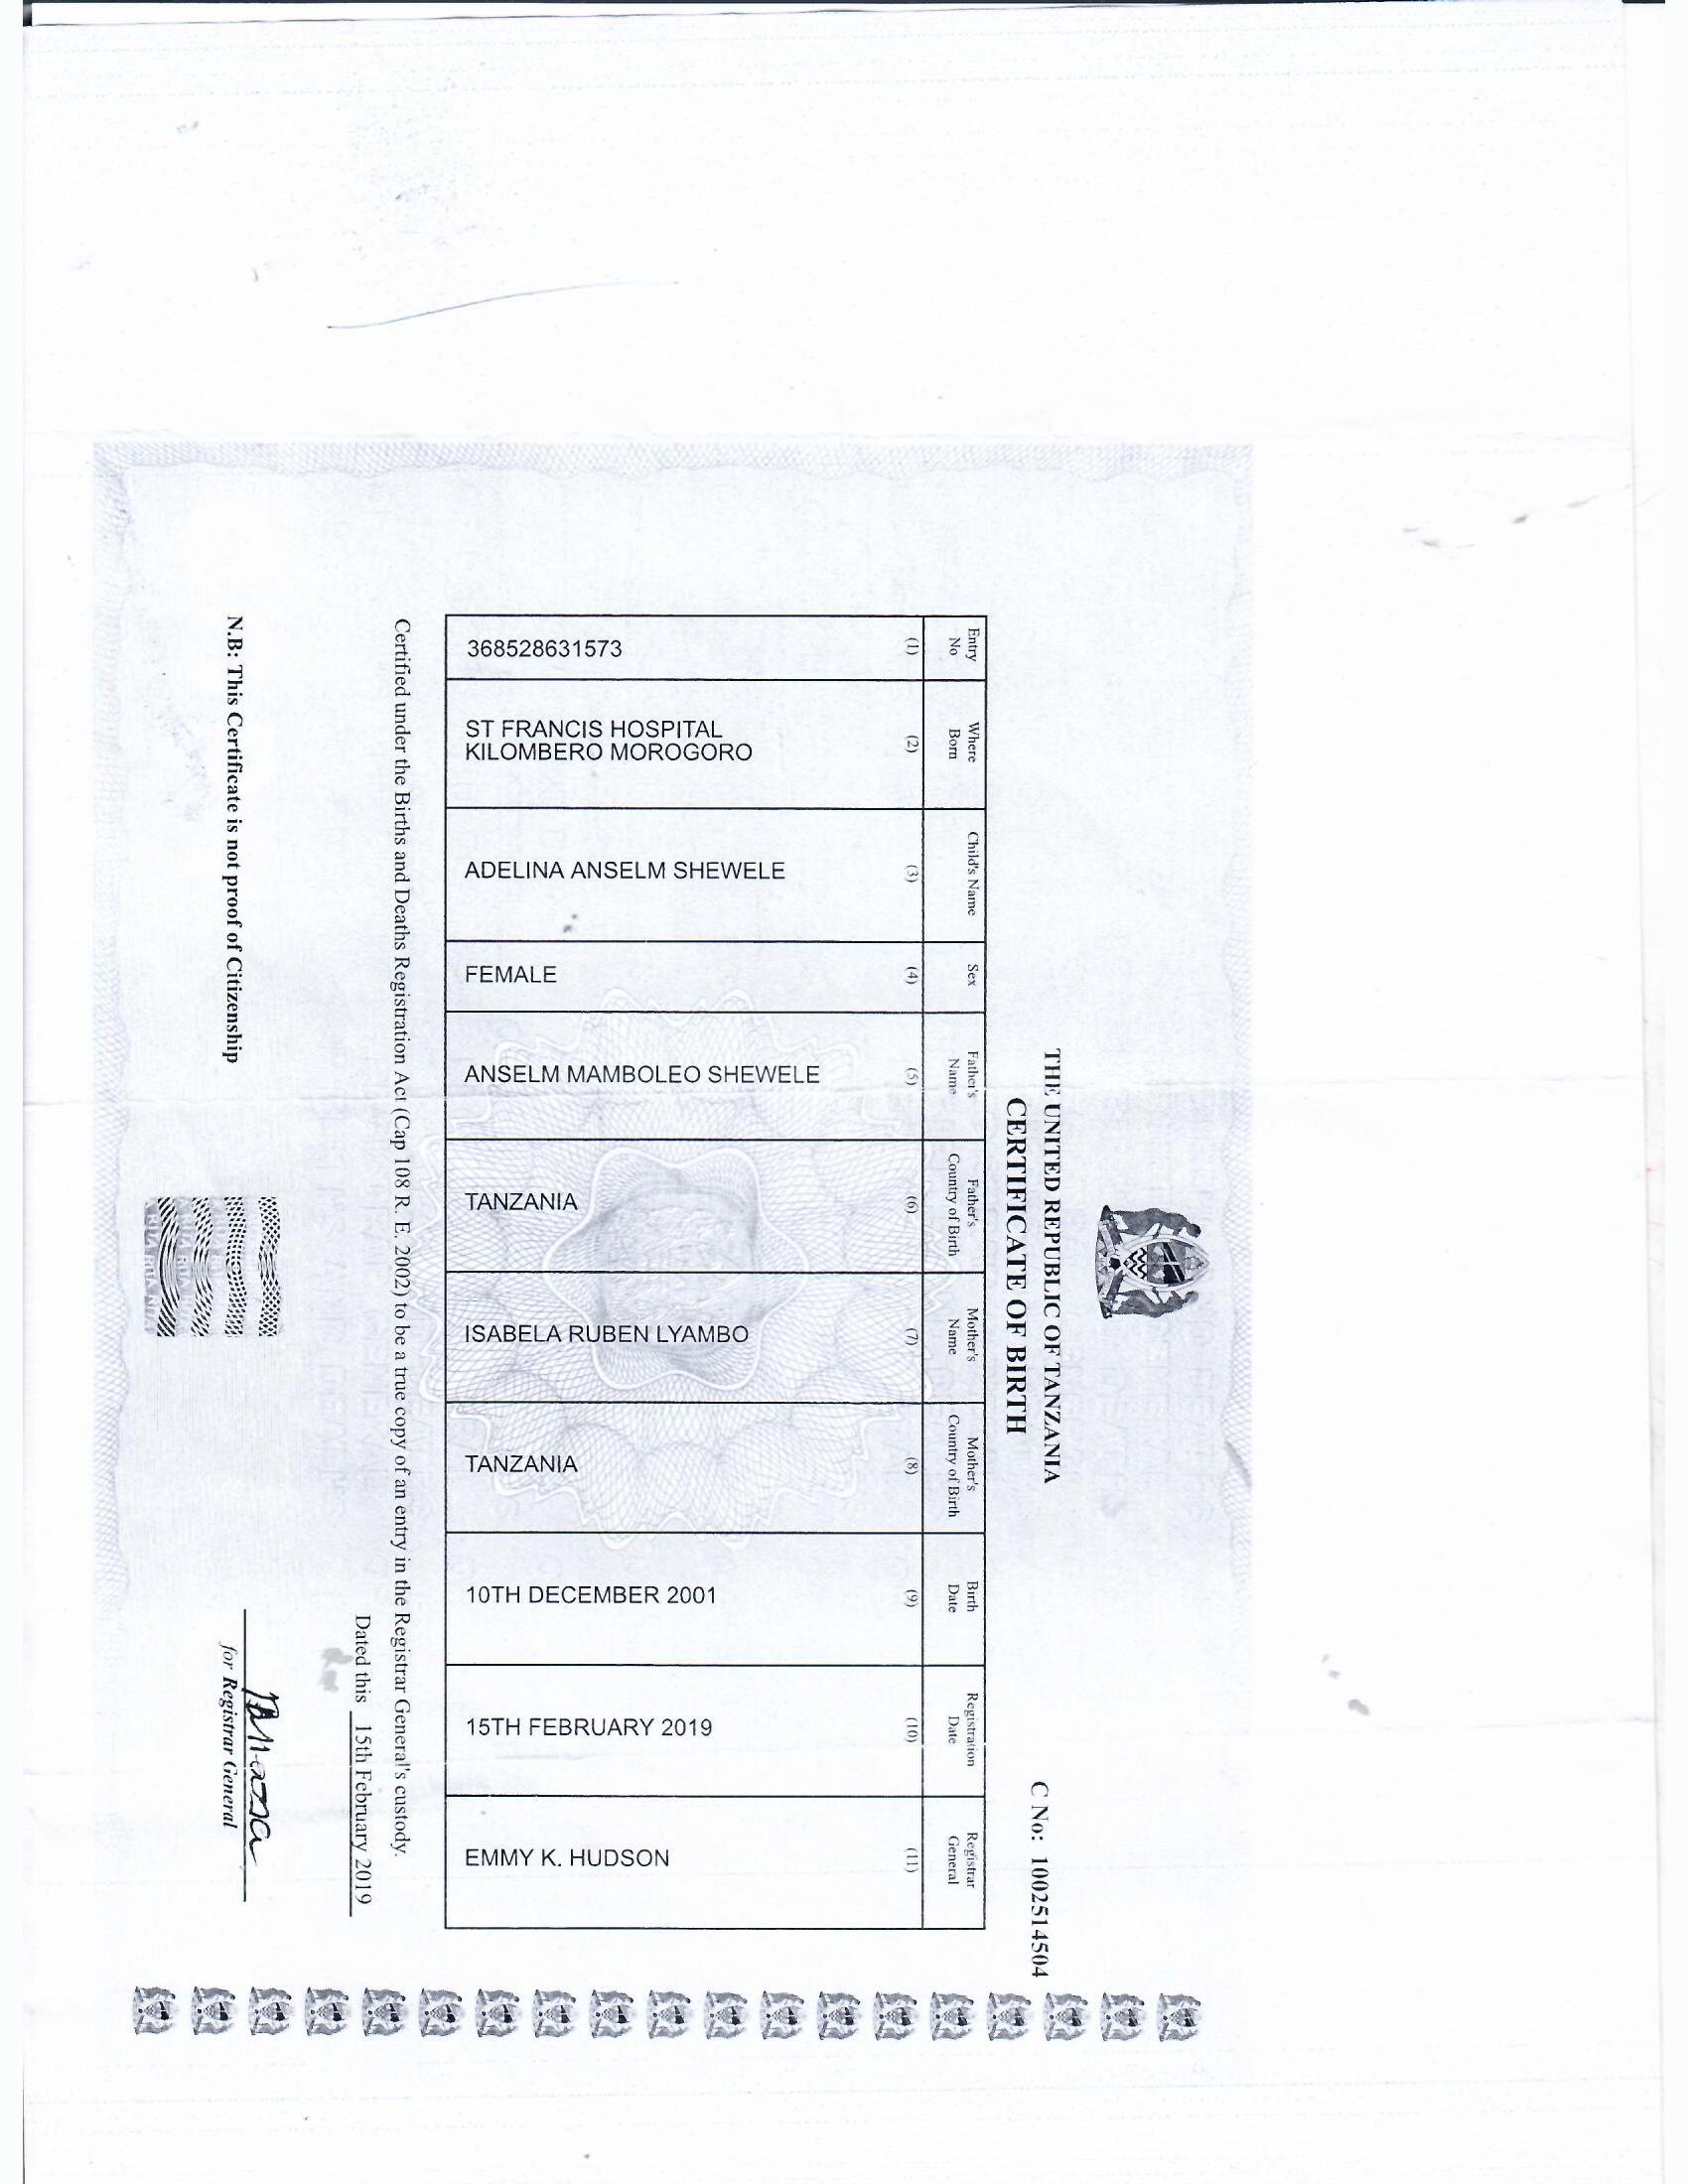 THE UNITED REPUBLIC OF TANZANIA
CERTIFICATE OF BIRTH
C No: 1002514504
Entry No
(1)
368528631573
Where Born
(2)
ST FRANCIS HOSPITAL
KILOMBERO MOROGORO
Child's Name
(3)
ADELINA ANSELM SHEWELE
Sex
(4)
FEMALE
Father's Name
(5)
ANSELM MAMBOLEO SHEWELE
Father's Country of Birth
(6)
TANZANIA
Mother's Name
(7)
ISABELA RUBEN LYAMBO
Mother's Country of Birth
(8)
TANZANIA
Birth Date
(9)
10TH DECEMBER 2001
Registration Date
(10)
15TH FEBRUARY 2019
Registrar General
(11)
EMMY K. HUDSON
Certified under the Births and Deaths Registration Act (Cap 108 R. E. 2002) to be a true copy of an entry in the Registrar General's custody.
Dated this 15th February 2019
for Registrar General
N.B: This Certificate is not proof of Citizenship